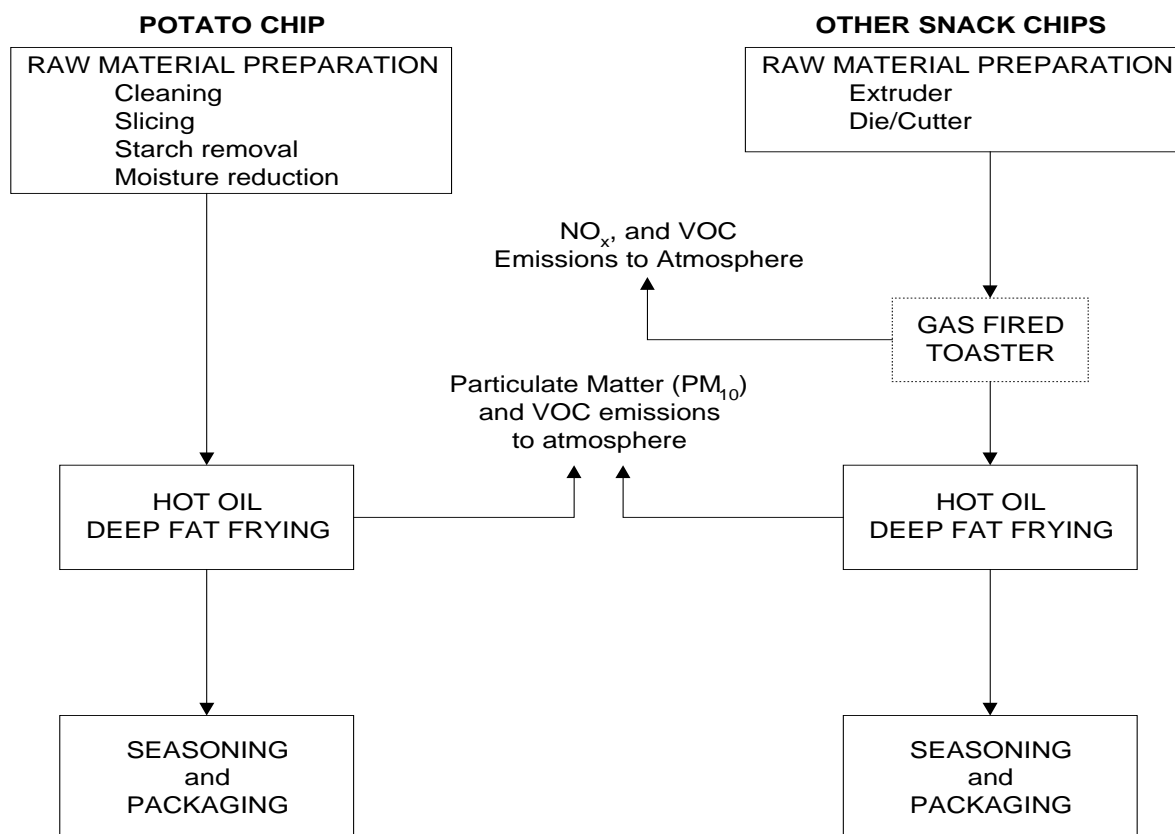 POTATO CHIP
RAW MATERIAL PREPARATION
Cleaning
Slicing
Starch removal
Moisture reduction
OTHER SNACK CHIPS
RAW MATERIAL PREPARATION
Extruder
Die/Cutter
NOx, and VOC
Emissions to Atmosphere
GAS FIRED
TOASTER
Particulate Matter (PM10)
and VOC emissions
to atmosphere
HOT OIL
DEEP FAT FRYING
HOT OIL
DEEP FAT FRYING
SEASONING
and
PACKAGING
SEASONING
and
PACKAGING